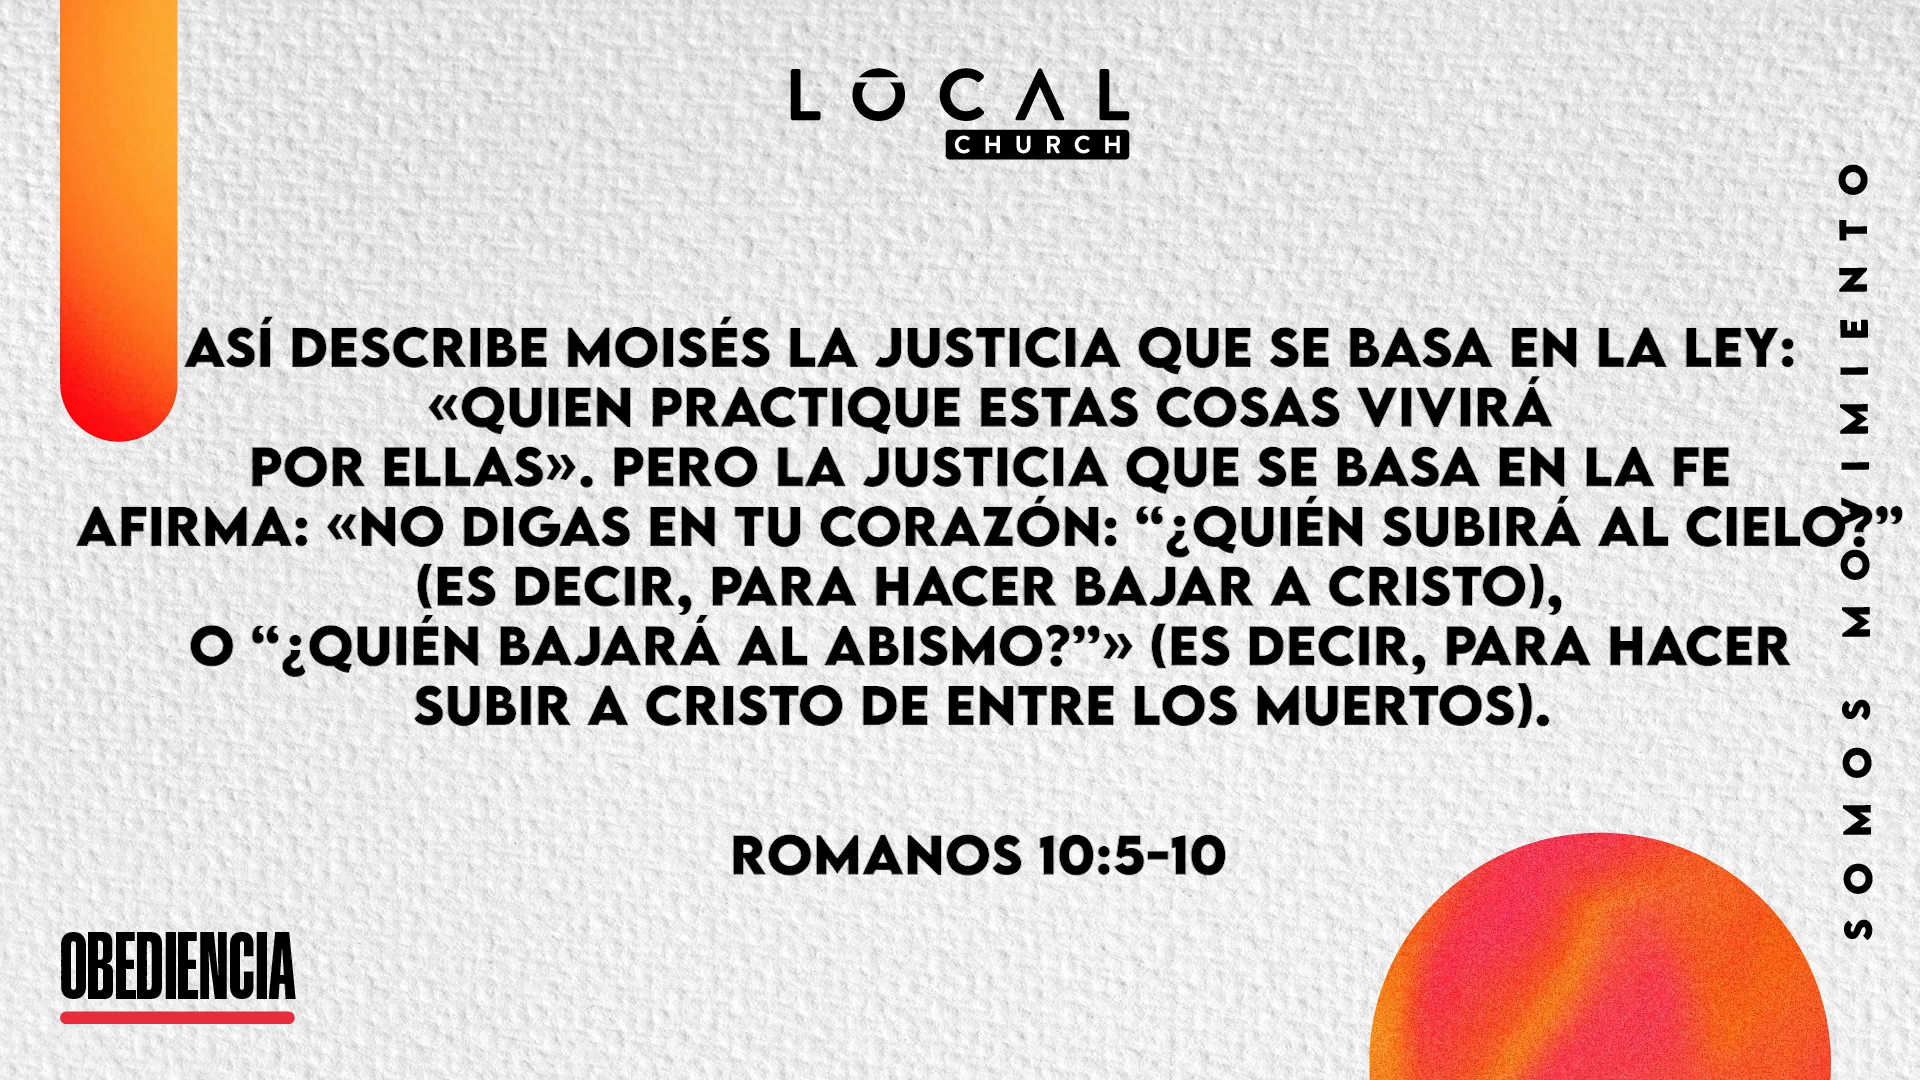 LOCAL
CHURCH
ASÍ DESCRIBE MOISÉS LA JUSTICIA QUE SE BASA EN LA LEY:
«QUIEN PRACTIQUE ESTAS COSAS VIVIRÁ
POR ELLAS». PERO LA JUSTICIA QUE SE BASA EN LA FE
AFIRMA: «NO DIGAS EN TU CORAZÓN: “¿QUIÉN SUBIRÁ AL CIELO?”
(ES DECIR, PARA HACER BAJAR A CRISTO),
O “¿QUIÉN BAJARÁ AL ABISMO?”» (ES DECIR, PARA HACER
SUBIR A CRISTO DE ENTRE LOS MUERTOS).
ROMANOS 10:5-10
OBEDIENCIA
SOMOS MOVIMIENTO